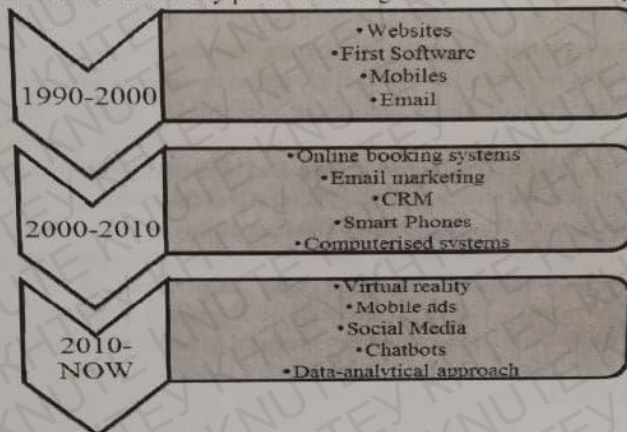 1990-2000
•Websites
•First Software
•Mobiles
•Email
2000-2010
•Online booking systems
•Email marketing
•CRM
•Smart Phones
•Computerised systems
2010-
NOW
•Virtual reality
•Mobile ads
•Social Media
•Chatbots
•Data-analytical approach